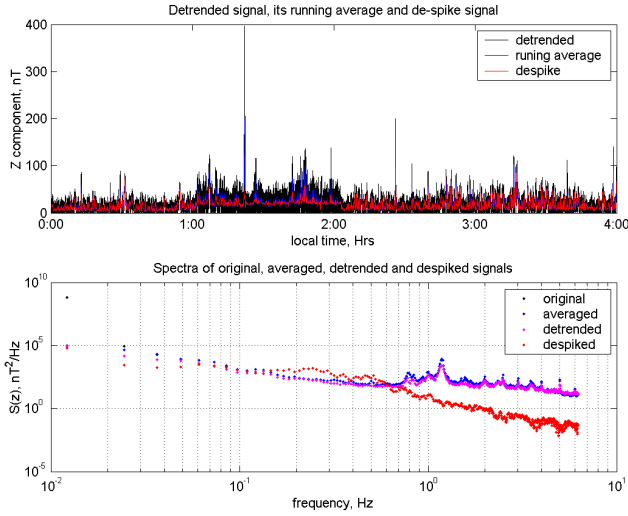 Detrended signal, its running average and de-spike signal
400
300
200
100
0
Z component, nT
detrended
runing average
despike
0:00 1:00 2:00 3:00 4:00
local time, Hrs
Spectra of original, averaged, detrended and despiked signals
10^10
10^5
10^0
10^-5
S(z), nT^2/Hz
original
averaged
detrended
despiked
10^-2 10^-1 10^0 10^1
frequency, Hz